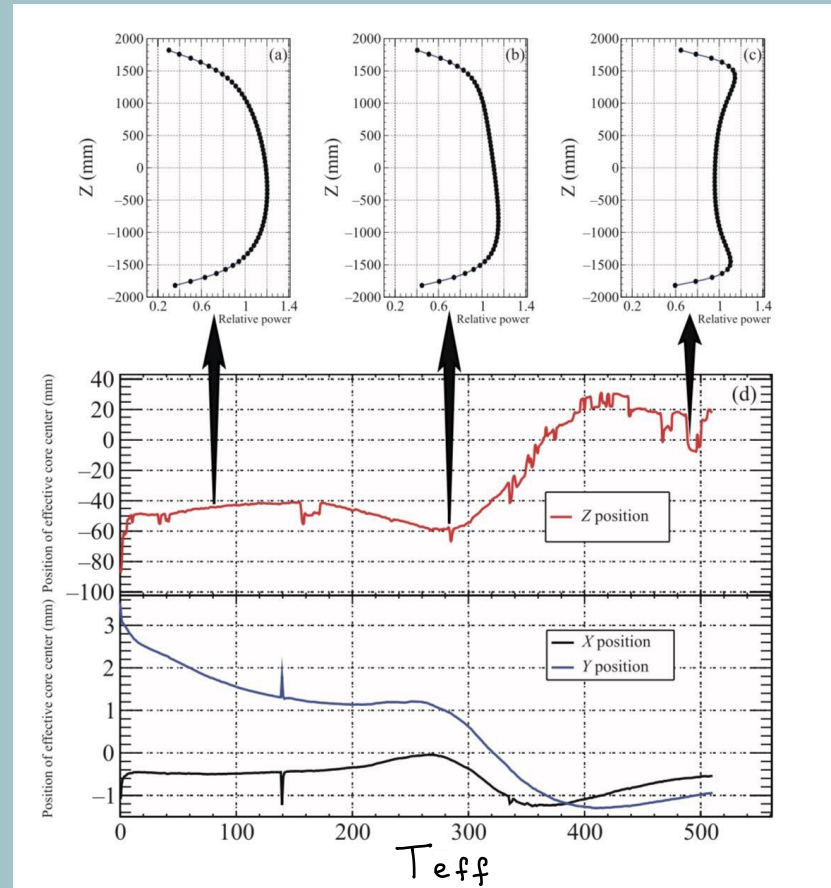 2000
1500
1000
500
0
−500
−1000
−1500
−2000
Z (mm)
0.2 0.6 1 1.4
Relative power
(a)
2000
1500
1000
500
0
−500
−1000
−1500
−2000
Z (mm)
0.2 0.6 1 1.4
Relative power
(b)
2000
1500
1000
500
0
−500
−1000
−1500
−2000
Z (mm)
0.2 0.6 1 1.4
Relative power
(c)
Position of effective core center (mm)
40
20
0
−20
−40
−60
−80
−100
(d)
Z position
Position of effective core center (mm)
3
2
1
0
−1
X position
Y position
0 100 200 300 400 500
Teff